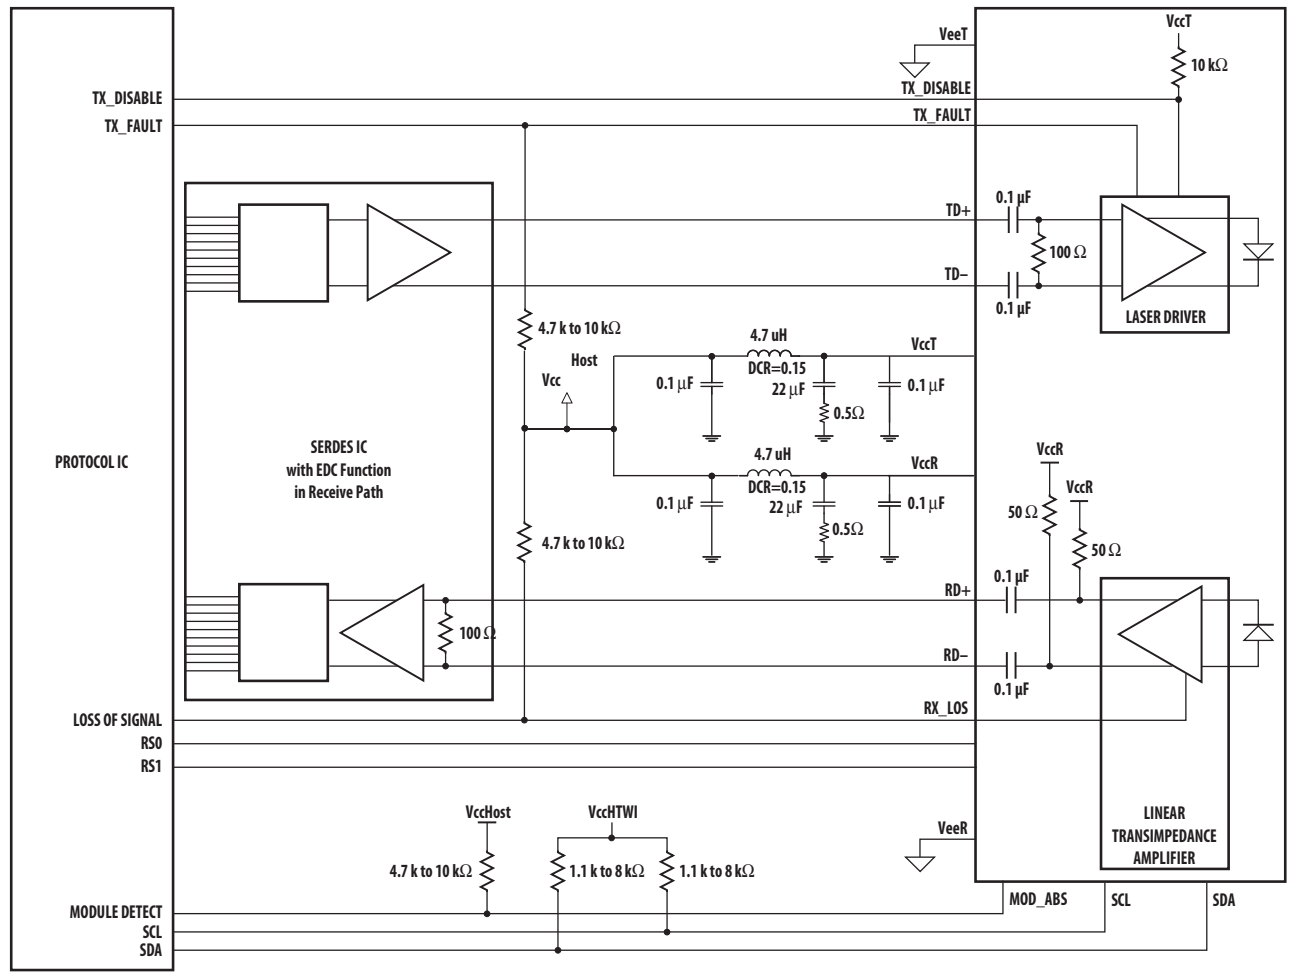 VccT
VeeT
10 kΩ
TX_DISABLE
TX_DISABLE
TX_FAULT
TX_FAULT
0.1 µF
TD+
100 Ω
TD–
0.1 µF
LASER DRIVER
4.7 k to 10 kΩ
Host
Vcc
4.7 uH
DCR=0.15
VccT
0.1 µF
22 µF
0.1 µF
0.5Ω
PROTOCOL IC
SERDES IC
with EDC Function
in Receive Path
4.7 uH
DCR=0.15
VccR
0.1 µF
22 µF
0.1 µF
0.5Ω
4.7 k to 10 kΩ
VccR
VccR
50 Ω
50 Ω
0.1 µF
RD+
100 Ω
RD–
0.1 µF
LOSS OF SIGNAL
RX_LOS
RS0
RS1
VccHost
VccHTWI
VeeR
LINEAR
TRANSIMPEDANCE
AMPLIFIER
4.7 k to 10 kΩ
1.1 k to 8 kΩ
1.1 k to 8 kΩ
MOD_ABS
SCL
SDA
MODULE DETECT
SCL
SDA